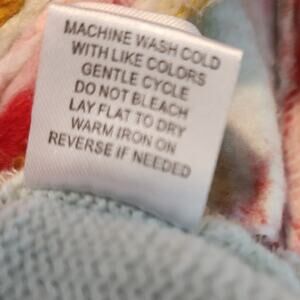 MACHINE WASH COLD
WITH LIKE COLORS
GENTLE CYCLE
DO NOT BLEACH
LAY FLAT TO DRY
WARM IRON ON
REVERSE IF NEEDED